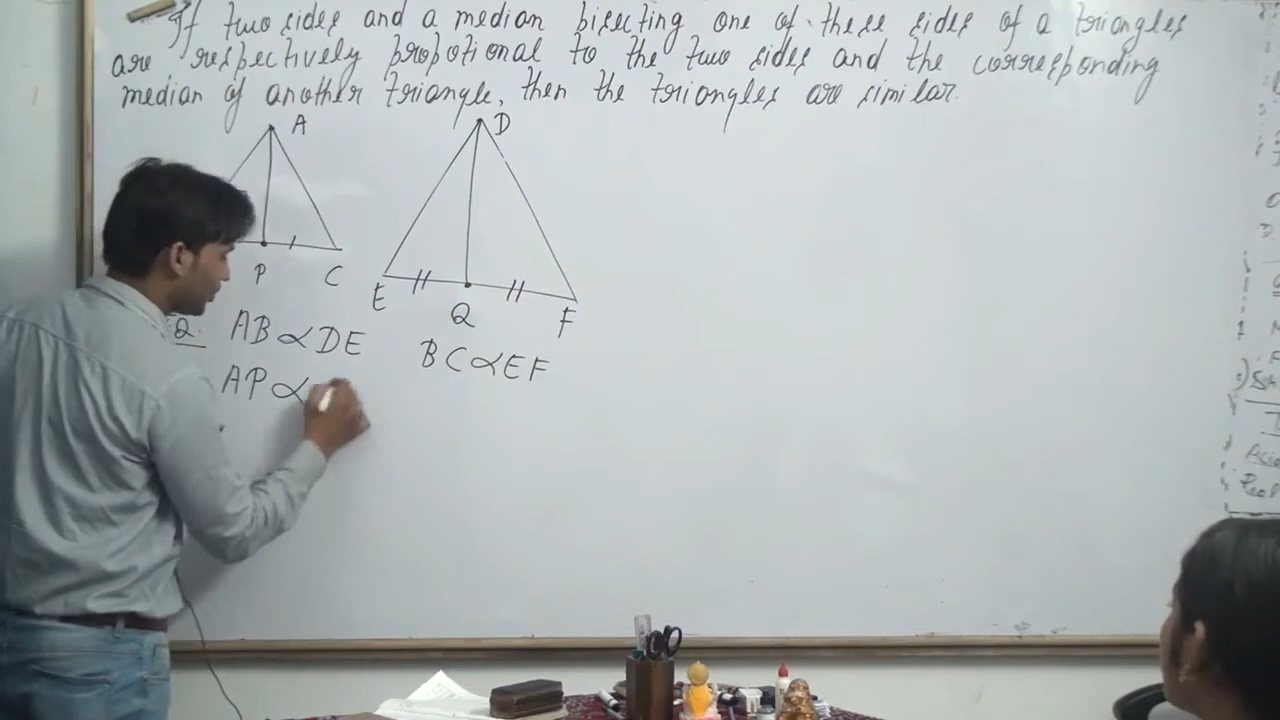 If two sides and a median bisecting one of these sides of a triangles
are respectively propotional to the two sides and the corresponding
median of another triangle, then the triangles are similar.
A
D
P
C
E
Q
F
Q.
AB ∝ DE
BC ∝ EF
AP ∝